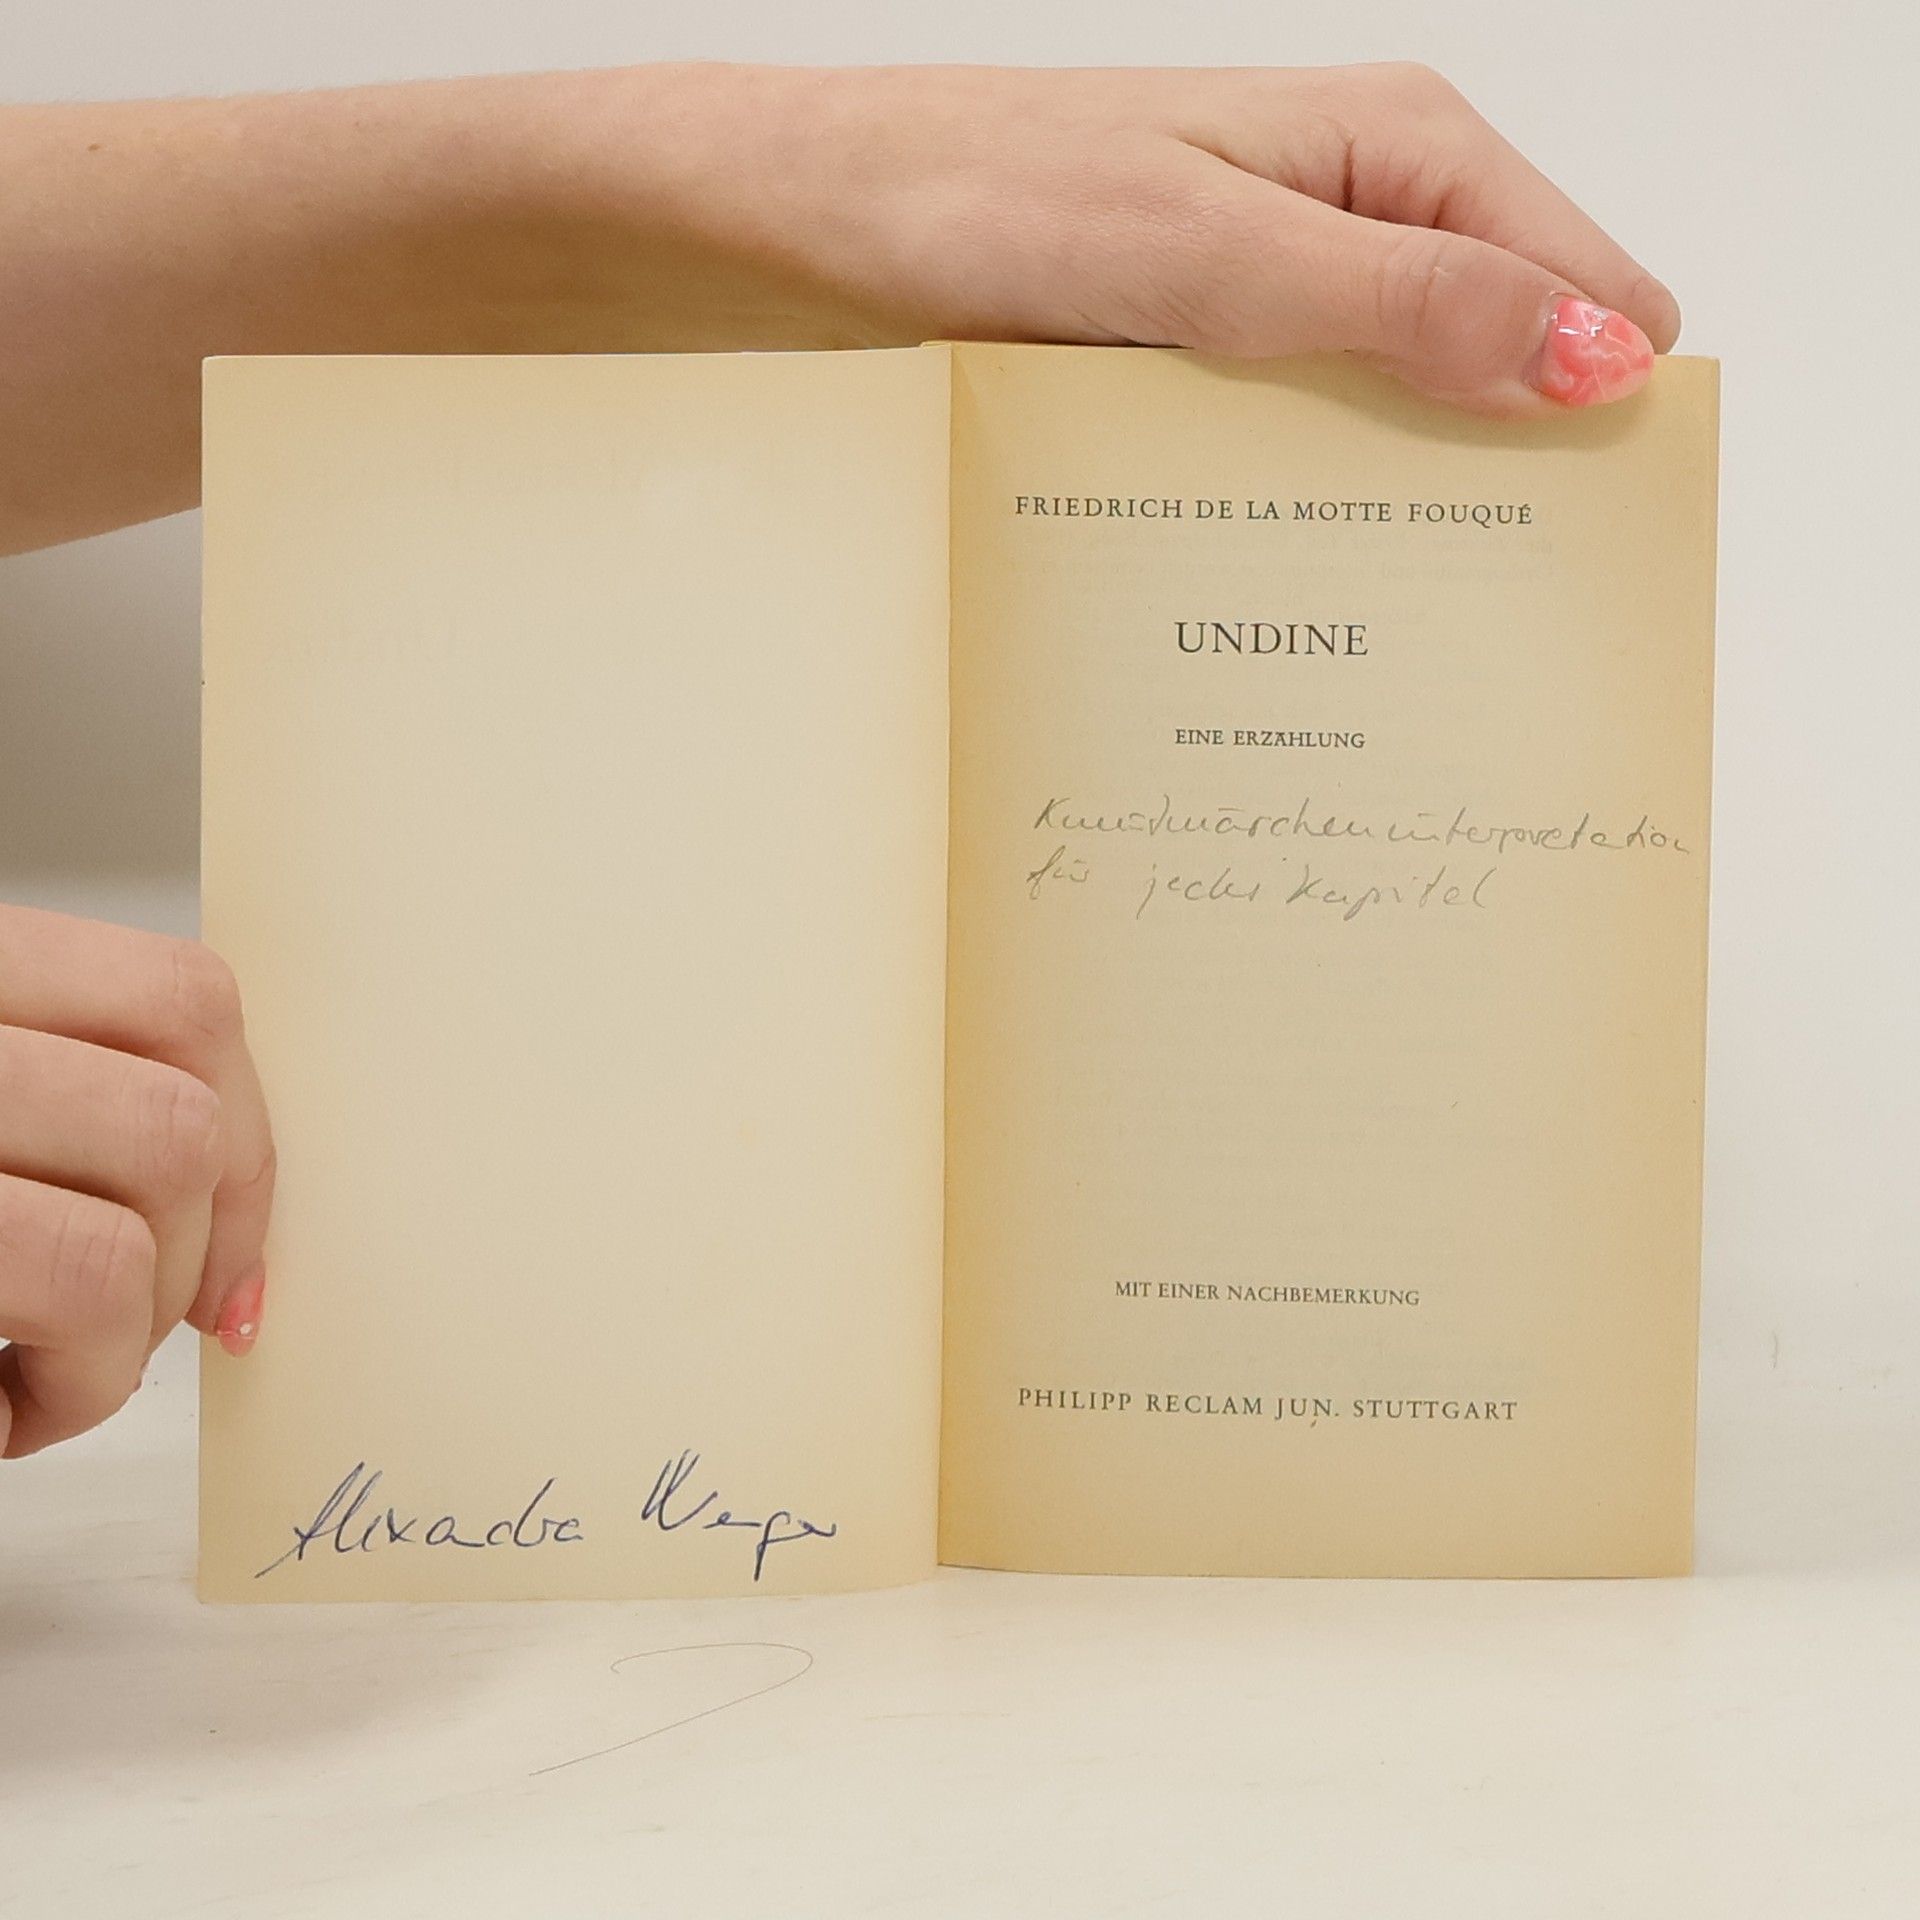 Alexandra
FRIEDRICH DE LA MOTTE FOUQUÉ
UNDINE
EINE ERZÄHLUNG
Kunstmärcheninterpretation
für jedes Kapitel
MIT EINER NACHBEMERKUNG
PHILIPP RECLAM JUN. STUTTGART